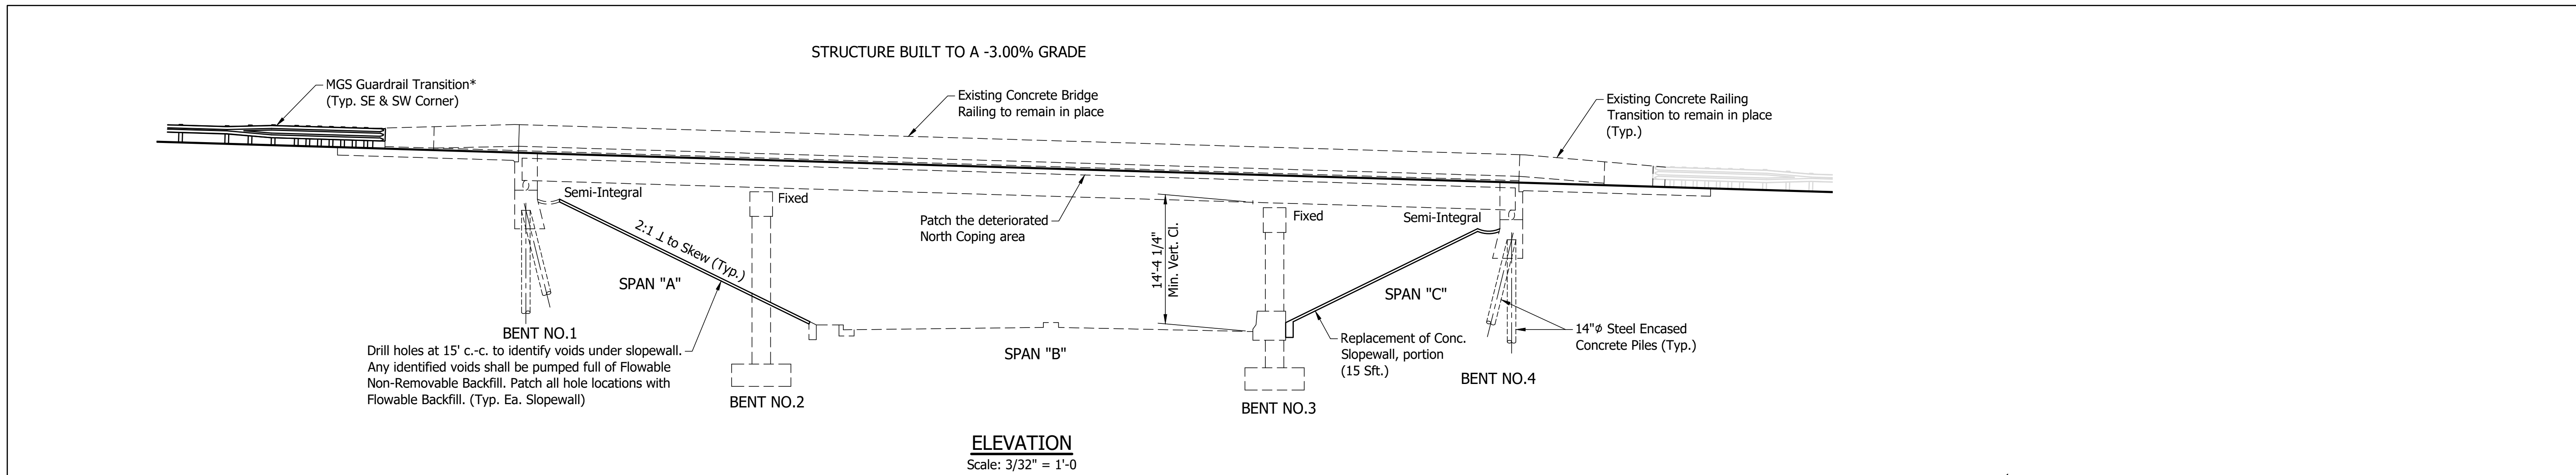 STRUCTURE BUILT TO A -3.00% GRADE
MGS Guardrail Transition*
(Typ. SE & SW Corner)
Existing Concrete Bridge
Railing to remain in place
Existing Concrete Railing
Transition to remain in place
(Typ.)
Semi-Integral
Fixed
Patch the deteriorated
North Coping area
14'-4 1/4"
Min. Vert. Cl.
Fixed
Semi-Integral
2:1 ⊥ to Skew (Typ.)
SPAN "A"
SPAN "C"
BENT NO.1
Drill holes at 15' c.-c. to identify voids under slopewall.
Any identified voids shall be pumped full of Flowable
Non-Removable Backfill. Patch all hole locations with
Flowable Backfill. (Typ. Ea. Slopewall)
SPAN "B"
Replacement of Conc.
Slopewall, portion
(15 Sft.)
14"ø Steel Encased
Concrete Piles (Typ.)
BENT NO.2
BENT NO.3
BENT NO.4
ELEVATION
Scale: 3/32" = 1'-0